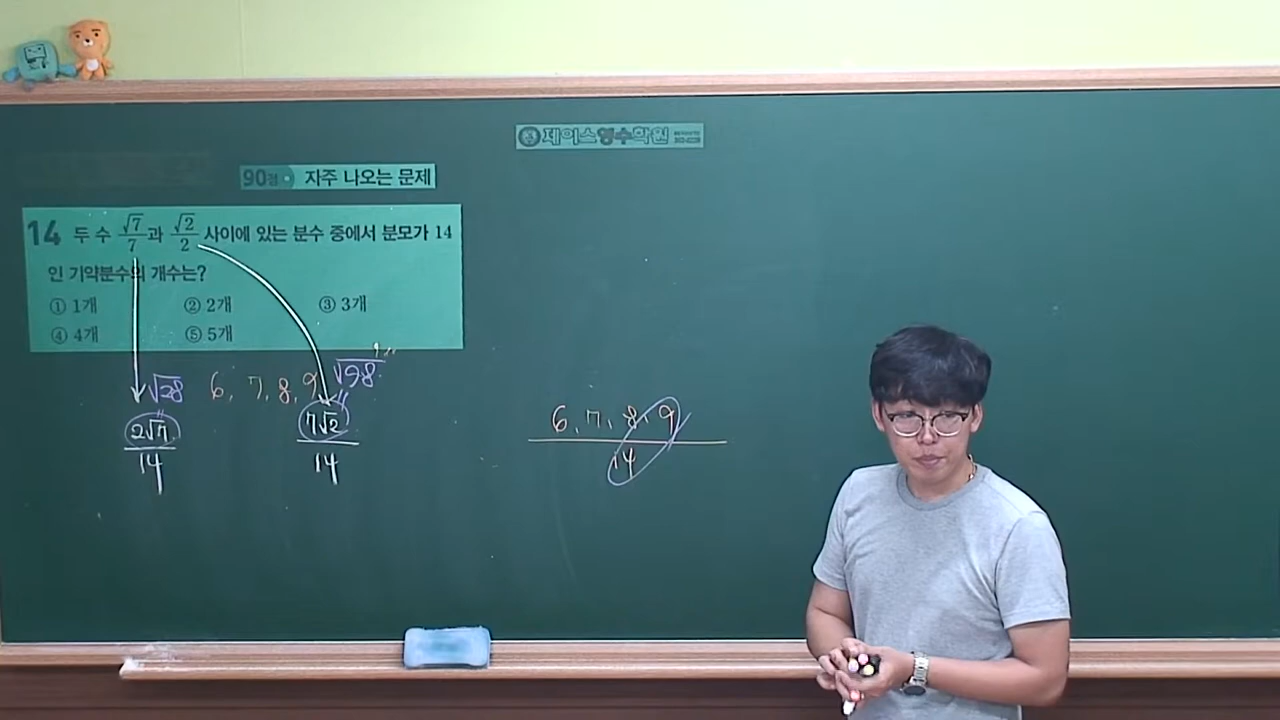 제이스영수학원
90점 자주 나오는 문제
14 두 수 √7/7 과 √2/2 사이에 있는 분수 중에서 분모가 14
인 기약분수의 개수는?
① 1개 ② 2개 ③ 3개
④ 4개 ⑤ 5개
√28 6, 7, 8, 9 √98
2√7/14 7√2/14
6, 7, 8, 9
14